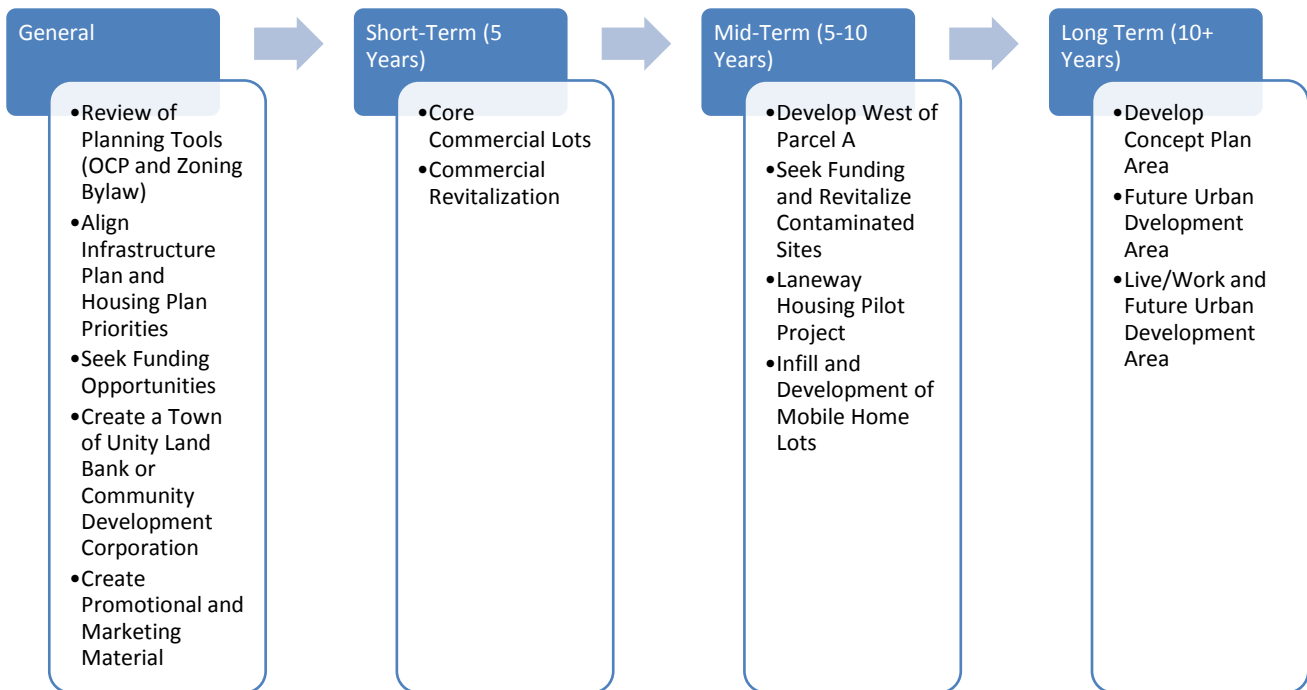 General
•Review of
Planning Tools
(OCP and Zoning
Bylaw)
•Align
Infrastructure
Plan and
Housing Plan
Priorities
•Seek Funding
Opportunities
•Create a Town
of Unity Land
Bank or
Community
Development
Corporation
•Create
Promotional and
Marketing
Material
Short-Term (5
Years)
•Core
Commercial Lots
•Commercial
Revitalization
Mid-Term (5-10
Years)
•Develop West of
Parcel A
•Seek Funding
and Revitalize
Contaminated
Sites
•Laneway
Housing Pilot
Project
•Infill and
Development of
Mobile Home
Lots
Long Term (10+
Years)
•Develop
Concept Plan
Area
•Future Urban
Dvelopment
Area
•Live/Work and
Future Urban
Development
Area